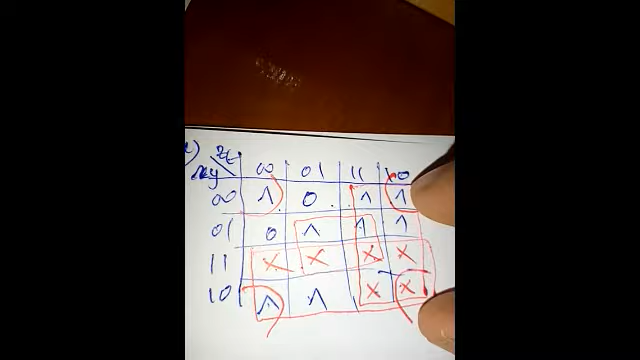 zt
xy 00 01 11 10
00 1 0 1 1
01 0 1 1 1
11 x x x x
10 1 1 x x